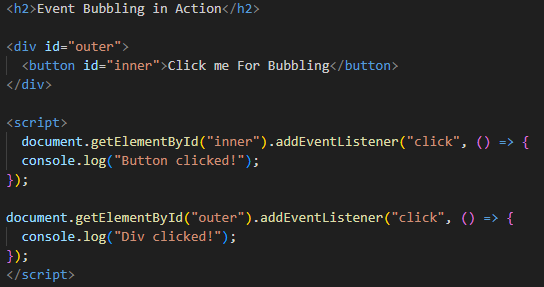 <h2>Event Bubbling in Action</h2>
<div id="outer">
<button id="inner">Click me For Bubbling</button>
</div>
<script>
document.getElementById("inner").addEventListener("click", () => {
console.log("Button clicked!");
});
document.getElementById("outer").addEventListener("click", () => {
console.log("Div clicked!");
});
</script>